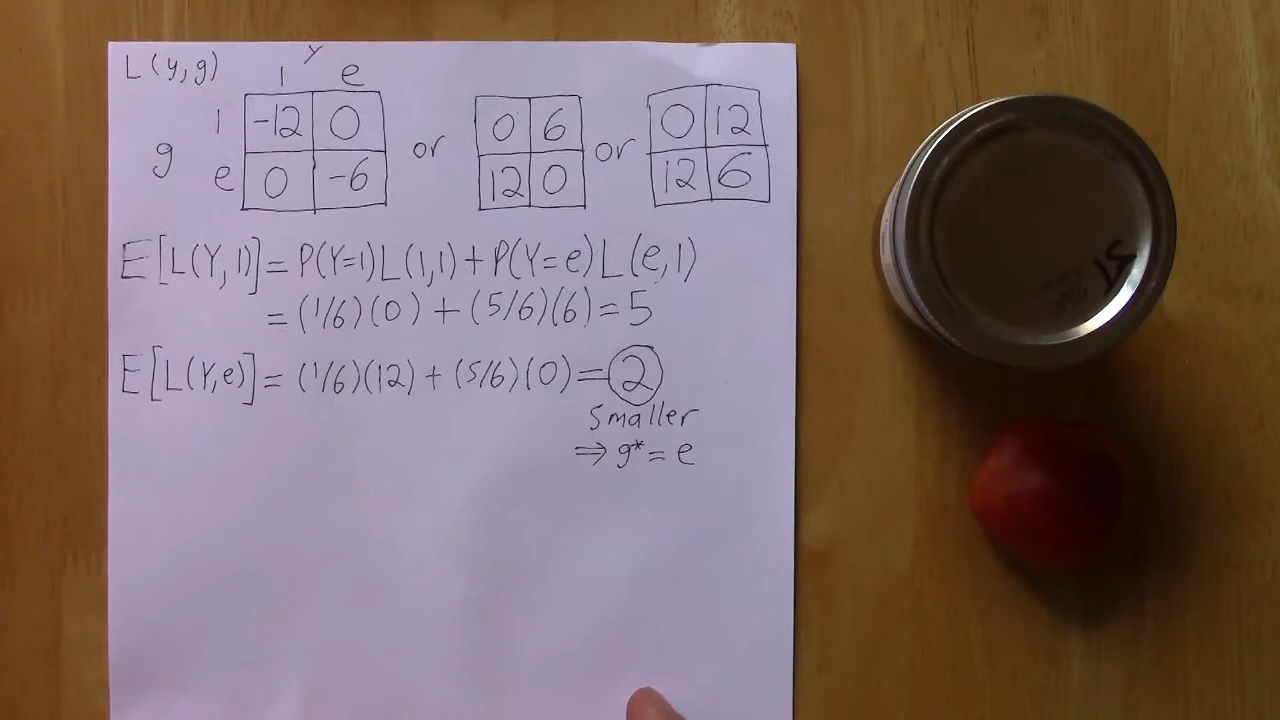 L(y,g)
y
1 e
1 -12 0
g e 0 -6
or
0 6
12 0
or
0 12
12 6
E[L(Y,1)] = P(Y=1)L(1,1) + P(Y=e)L(e,1)
= (1/6)(0) + (5/6)(6) = 5
E[L(Y,e)] = (1/6)(12) + (5/6)(0) = 2
Smaller
⇒ g* = e